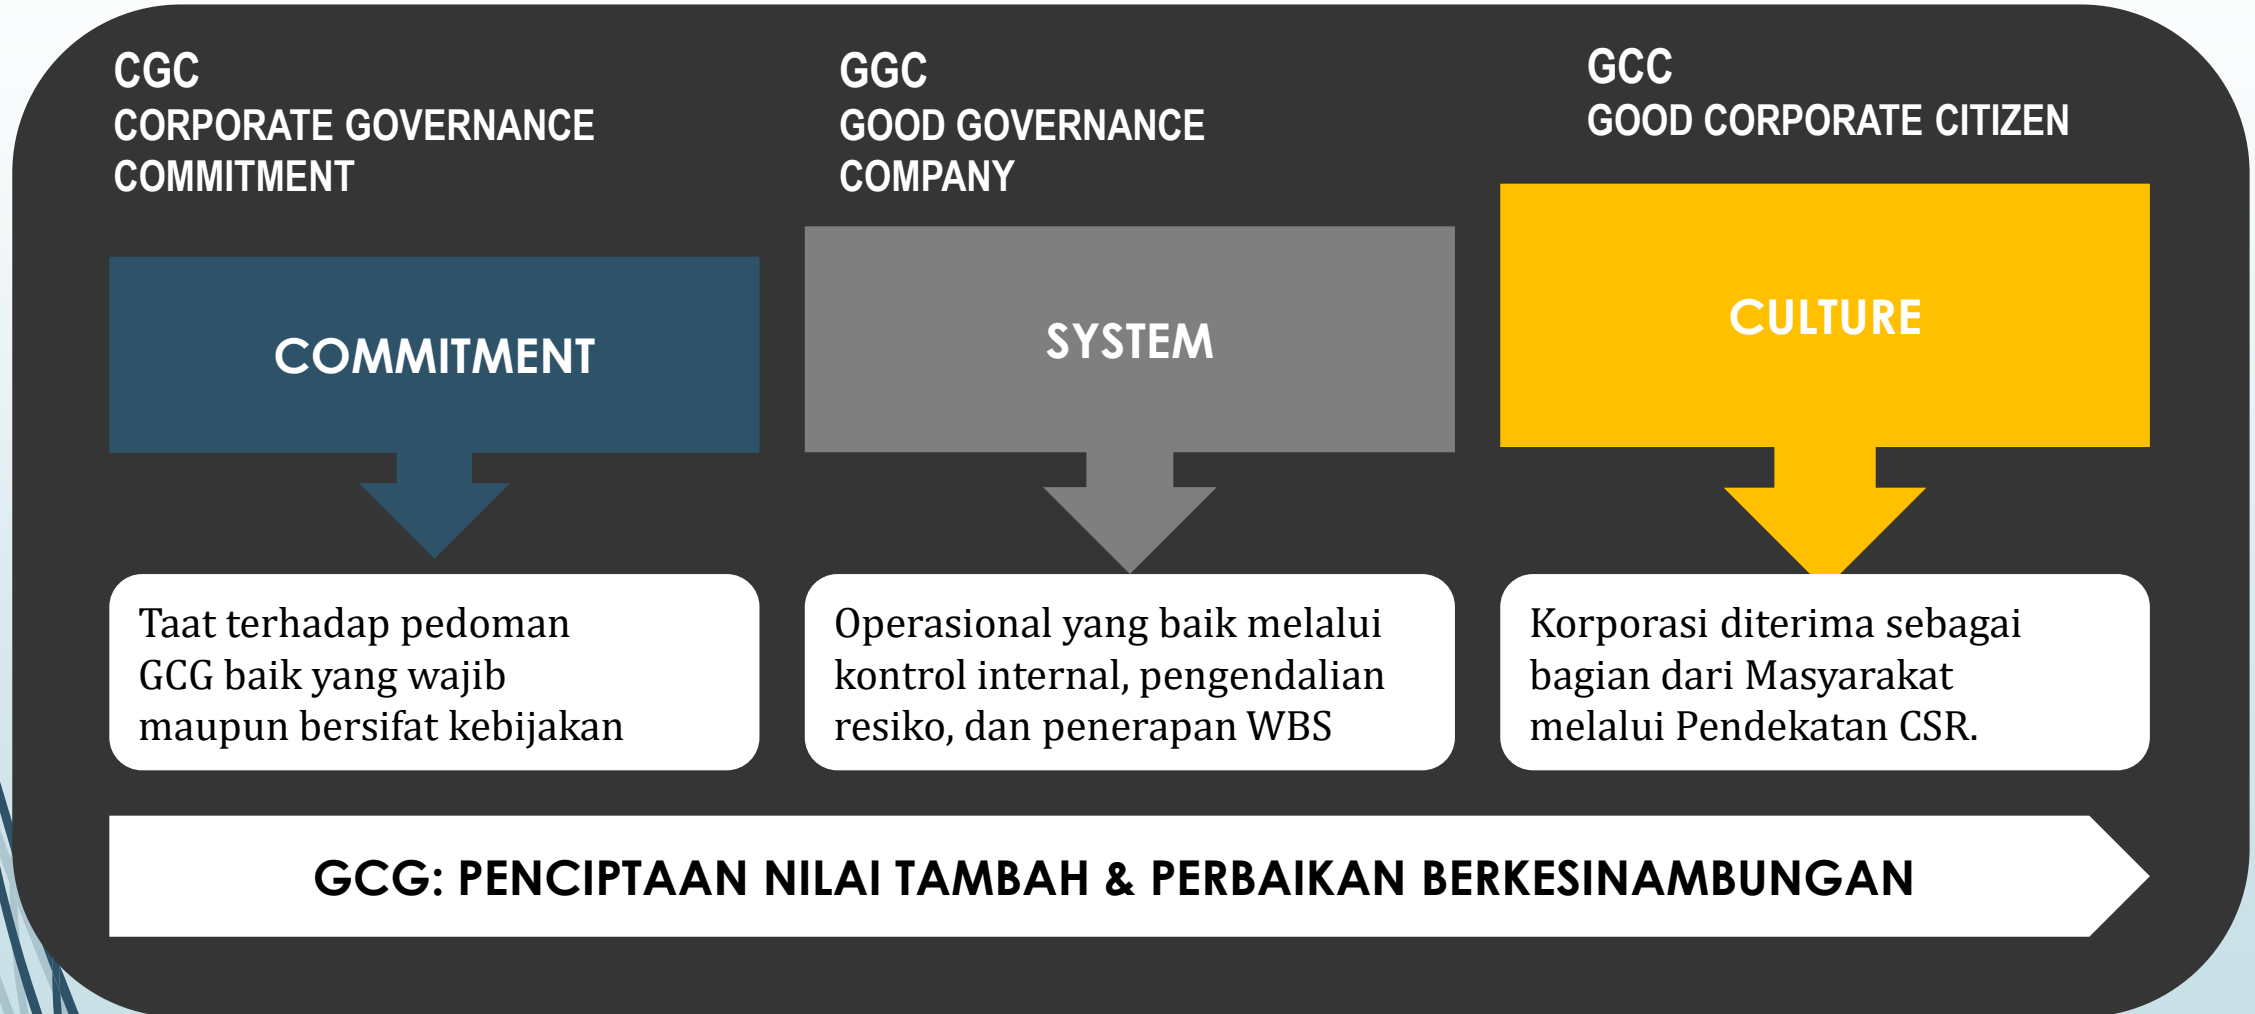 CGC
CORPORATE GOVERNANCE
COMMITMENT
COMMITMENT
Taat terhadap pedoman
GCG baik yang wajib
maupun bersifat kebijakan
GGC
GOOD GOVERNANCE
COMPANY
SYSTEM
Operasional yang baik melalui
kontrol internal, pengendalian
resiko, dan penerapan WBS
GCC
GOOD CORPORATE CITIZEN
CULTURE
Korporasi diterima sebagai
bagian dari Masyarakat
melalui Pendekatan CSR.
GCG: PENCIPTAAN NILAI TAMBAH & PERBAIKAN BERKESINAMBUNGAN